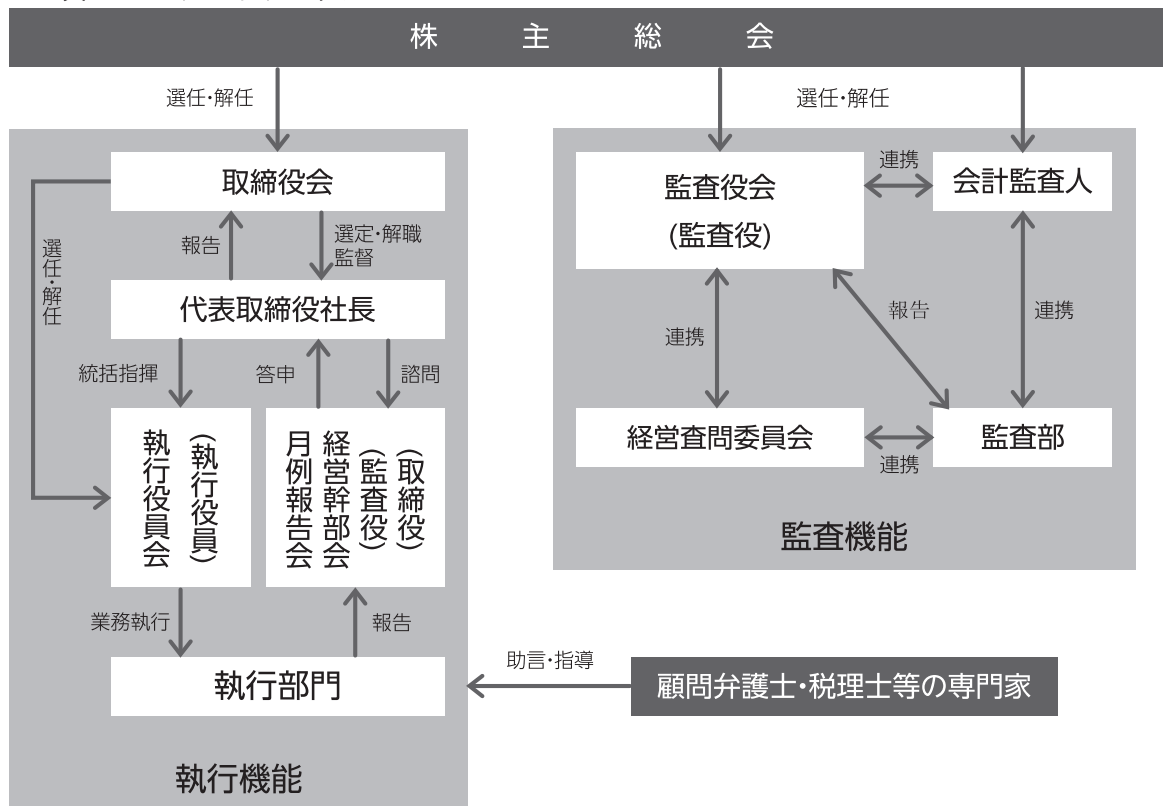 株主総会
選任・解任
選任・解任
取締役会
選任・解任
報告
選定・解職
監督
代表取締役社長
統括指揮
答申
諮問
(執行役員)
執行役員会
(取締役)
(監査役)
経営幹部会
月例報告会
業務執行
報告
執行部門
執行機能
監査役会
(監査役)
連携
会計監査人
連携
報告
連携
経営査問委員会
連携
監査部
監査機能
助言・指導
顧問弁護士・税理士等の専門家